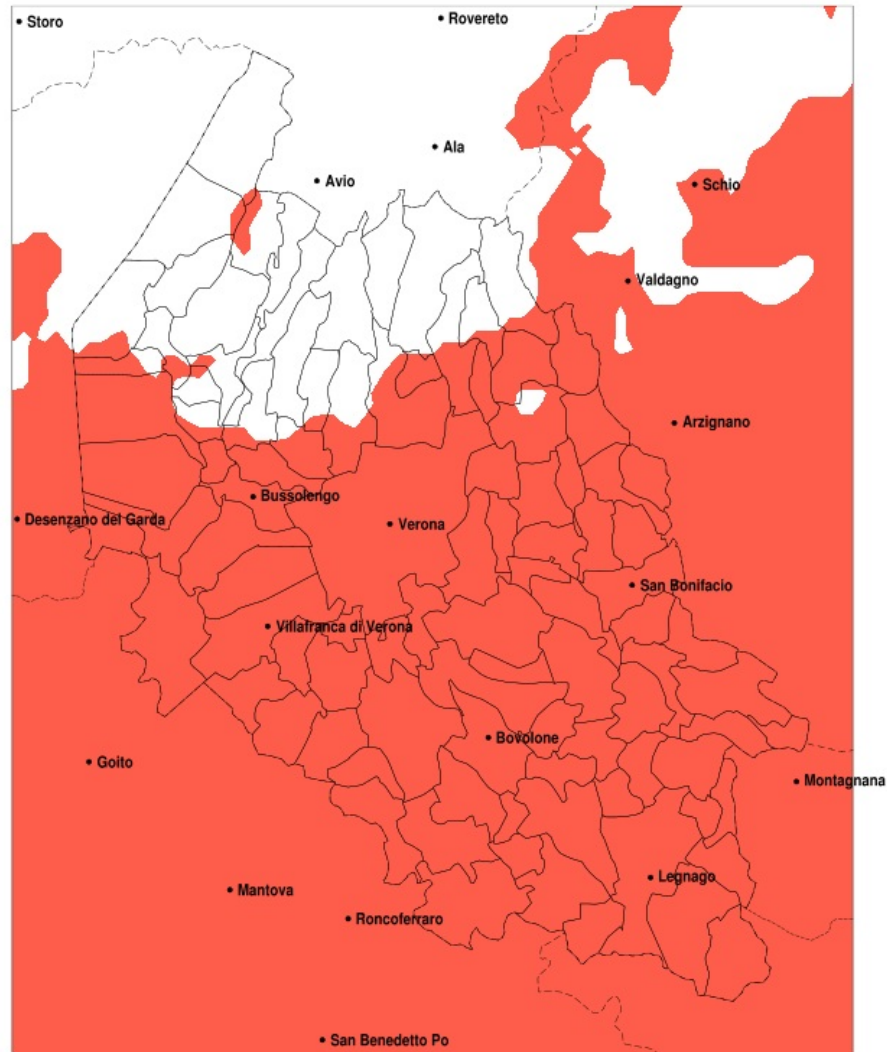 Storo
Rovereto
Ala
Avio
Schio
Valdagno
Arzignano
Bussolengo
Desenzano del Garda
Verona
San Bonifacio
Villafranca di Verona
Bovolone
Goito
Montagnana
Legnago
Mantova
Roncoferraro
San Benedetto Po